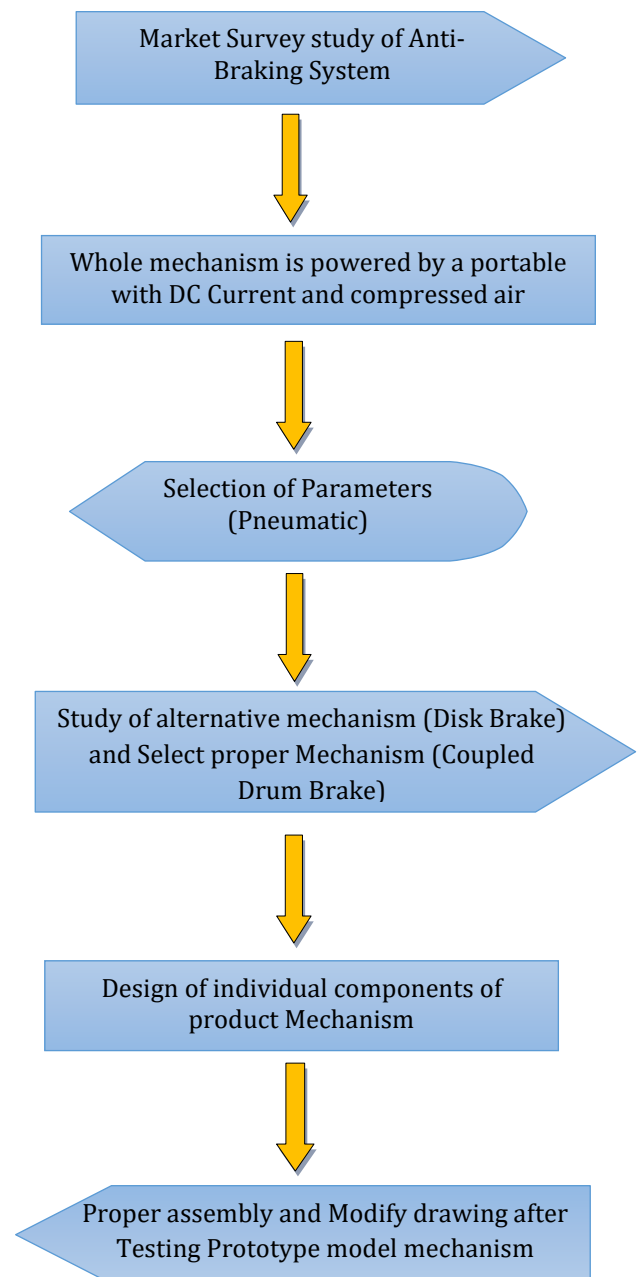 Market Survey study of Anti-
Braking System
Whole mechanism is powered by a portable
with DC Current and compressed air
Selection of Parameters
(Pneumatic)
Study of alternative mechanism (Disk Brake)
and Select proper Mechanism (Coupled
Drum Brake)
Design of individual components of
product Mechanism
Proper assembly and Modify drawing after
Testing Prototype model mechanism